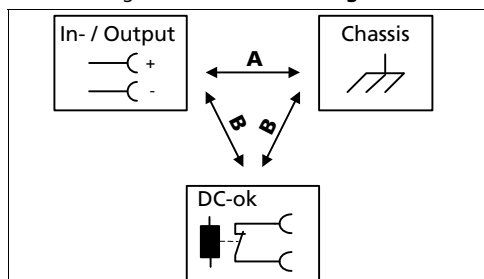 In- / Output
Chassis
+
-
A
B
B
DC-ok